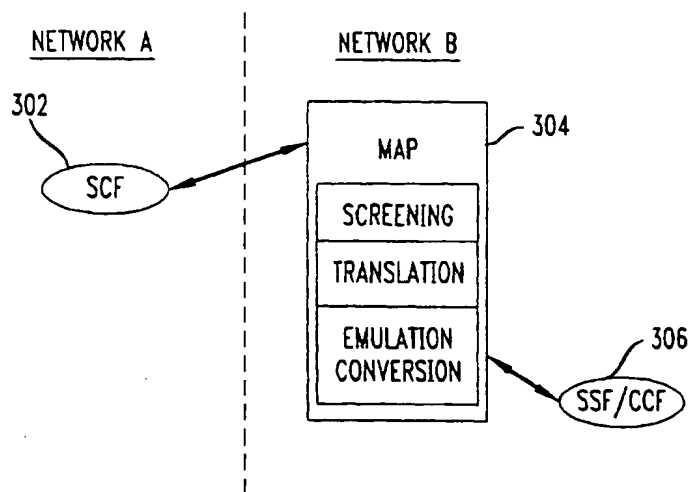 NETWORK A
NETWORK B
302
304
SCF
MAP
SCREENING
TRANSLATION
EMULATION
CONVERSION
306
SSF/CCF